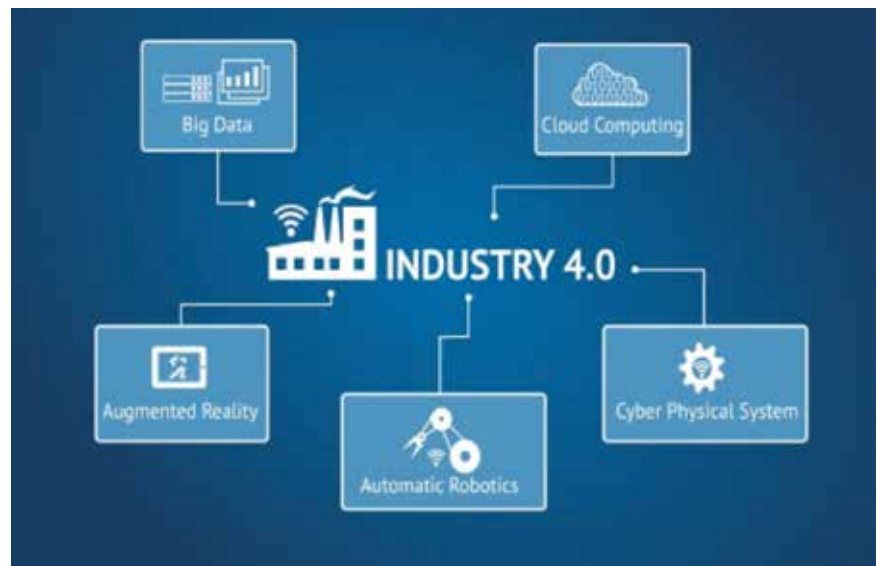 Big Data
Cloud Computing
INDUSTRY 4.0
Augmented Reality
Automatic Robotics
Cyber Physical System